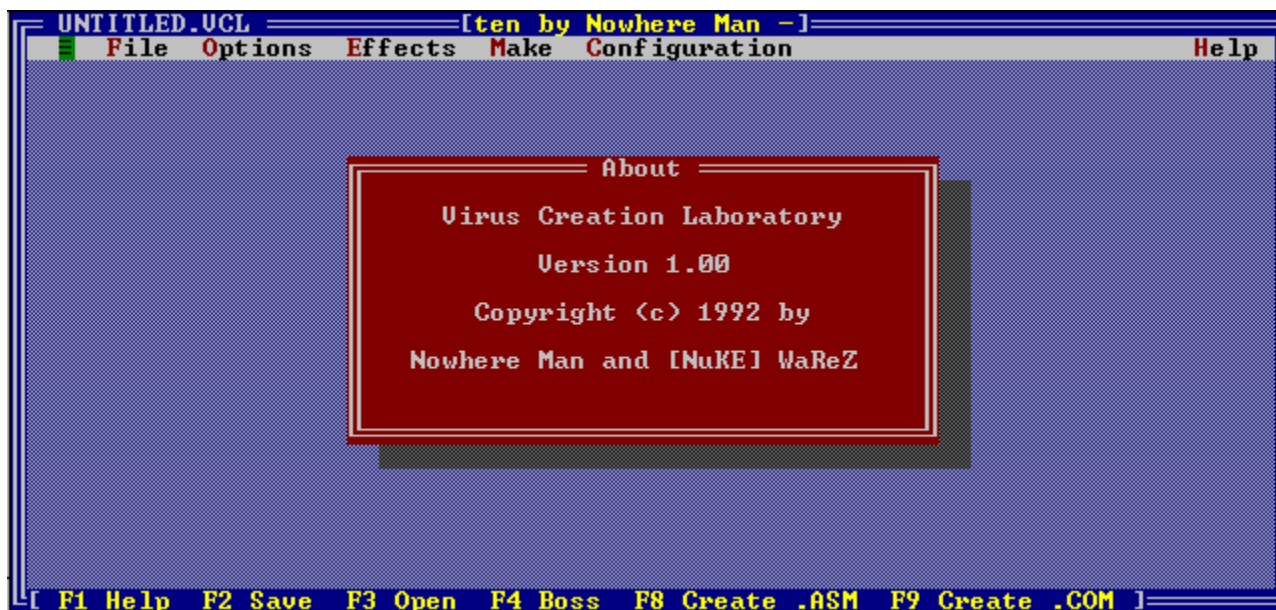 UNTITLED.VCL [ten by Nowhere Man -]
≡ File Options Effects Make Configuration Help
About
Virus Creation Laboratory
Version 1.00
Copyright (c) 1992 by
Nowhere Man and [NuKE] WaReZ
[ F1 Help F2 Save F3 Open F4 Boss F8 Create .ASM F9 Create .COM ]